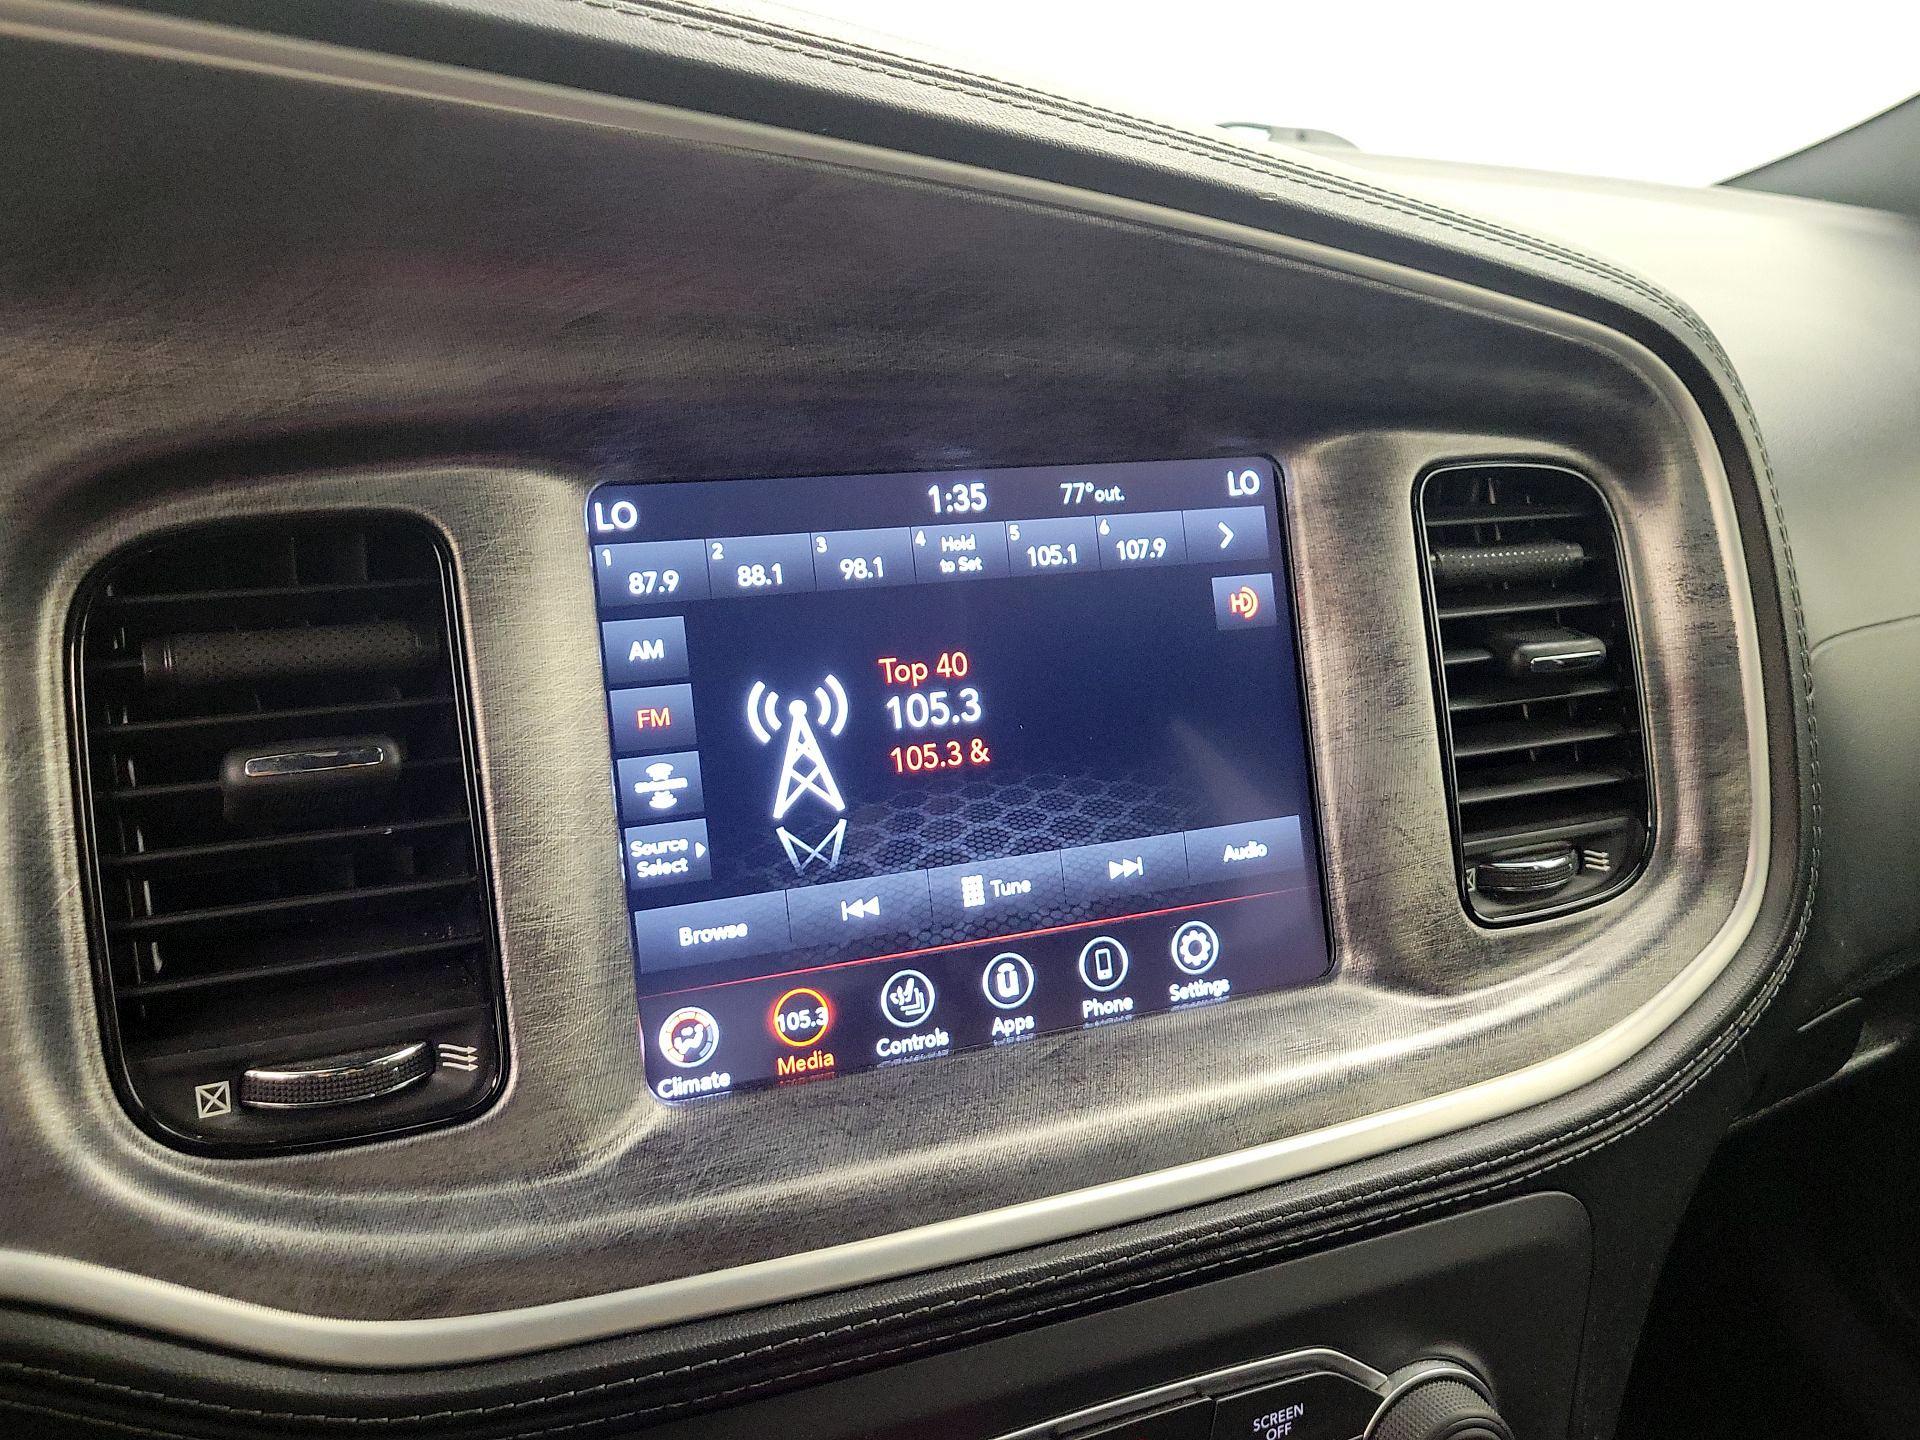 LO 1:35 77°out. LO
1 87.9 2 88.1 3 98.1 4 Hold to Set 5 105.1 6 107.9
HD
AM
FM
Source
Select
Top 40
105.3
105.3 &
Browse Tune Audio
105.3
Climate Media Controls Apps Phone Settings
SCREEN
OFF